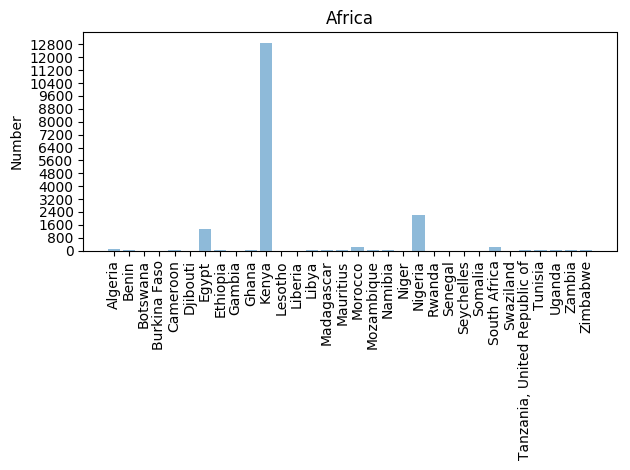 Africa
Number
12800
12000
11200
10400
9600
8800
8000
7200
6400
5600
4800
4000
3200
2400
1600
800
0
Algeria
Benin
Botswana
Burkina Faso
Cameroon
Djibouti
Egypt
Ethiopia
Gambia
Ghana
Kenya
Lesotho
Liberia
Libya
Madagascar
Mauritius
Morocco
Mozambique
Namibia
Niger
Nigeria
Rwanda
Senegal
Seychelles
Somalia
South Africa
Swaziland
Tanzania, United Republic of
Tunisia
Uganda
Zambia
Zimbabwe